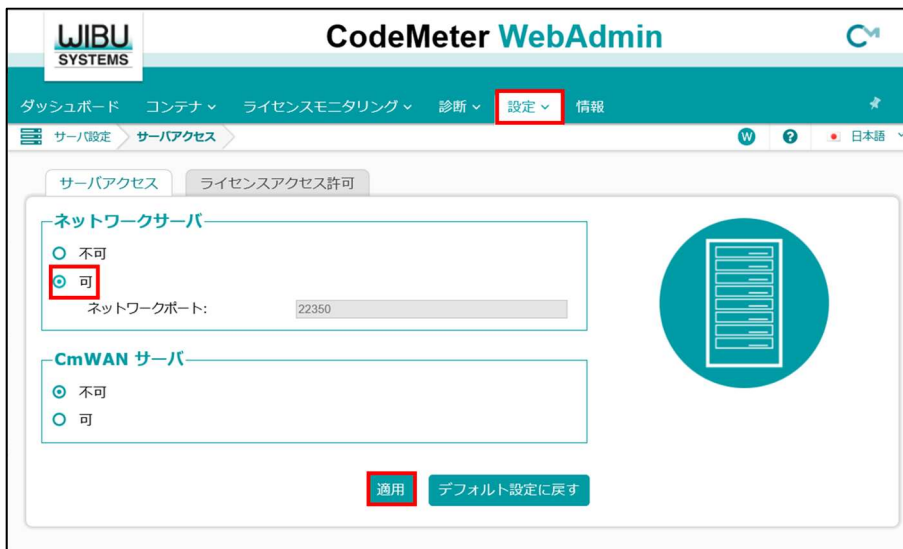 WIBU
SYSTEMS
CodeMeter WebAdmin
ダッシュボード コンテナ ライセンスモニタリング 診断 設定 情報
サーバ設定 サーバアクセス W ? 日本語
サーバアクセス ライセンスアクセス許可
ネットワークサーバ
不可
可
ネットワークポート: 22350
CmWAN サーバ
不可
可
適用 デフォルト設定に戻す